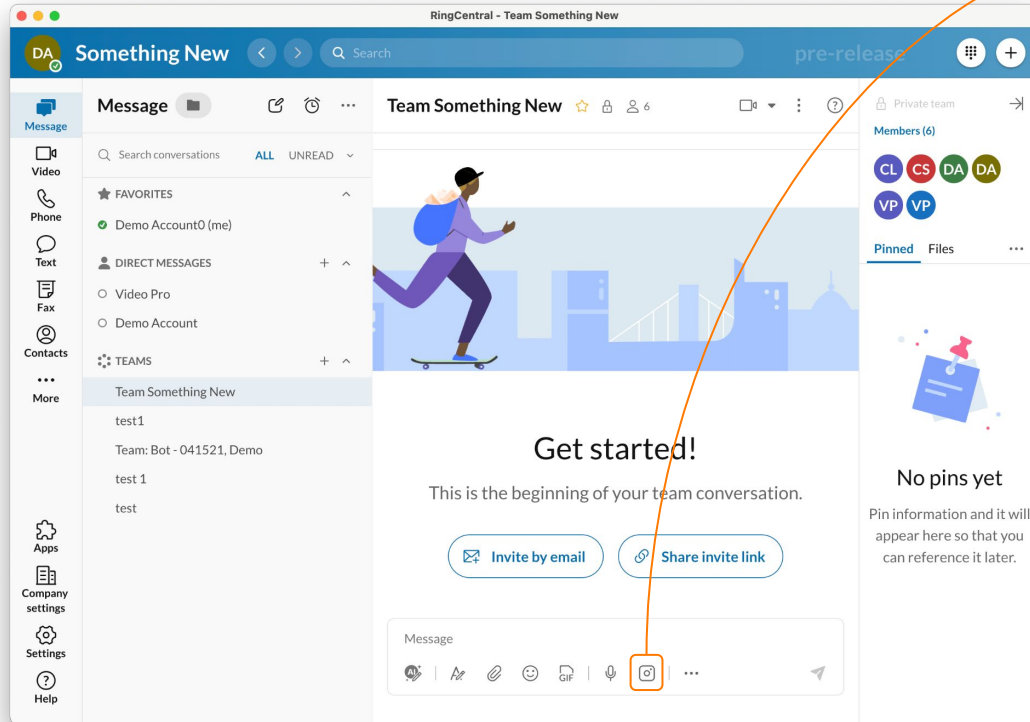 RingCentral - Team Something New
DA
Something New
Search
pre-release
Message
Video
Phone
Text
Fax
Contacts
More
Apps
Company
settings
Settings
Help
Message
Search conversations
ALL
UNREAD
FAVORITES
Demo Account0 (me)
DIRECT MESSAGES
Video Pro
Demo Account
TEAMS
Team Something New
test1
Team: Bot - 041521, Demo
test 1
test
Team Something New
6
Get started!
This is the beginning of your team conversation.
Invite by email
Share invite link
Message
AI
GIF
Private team
Members (6)
CL CS DA DA
VP VP
Pinned Files
No pins yet
Pin information and it will
appear here so that you
can reference it later.